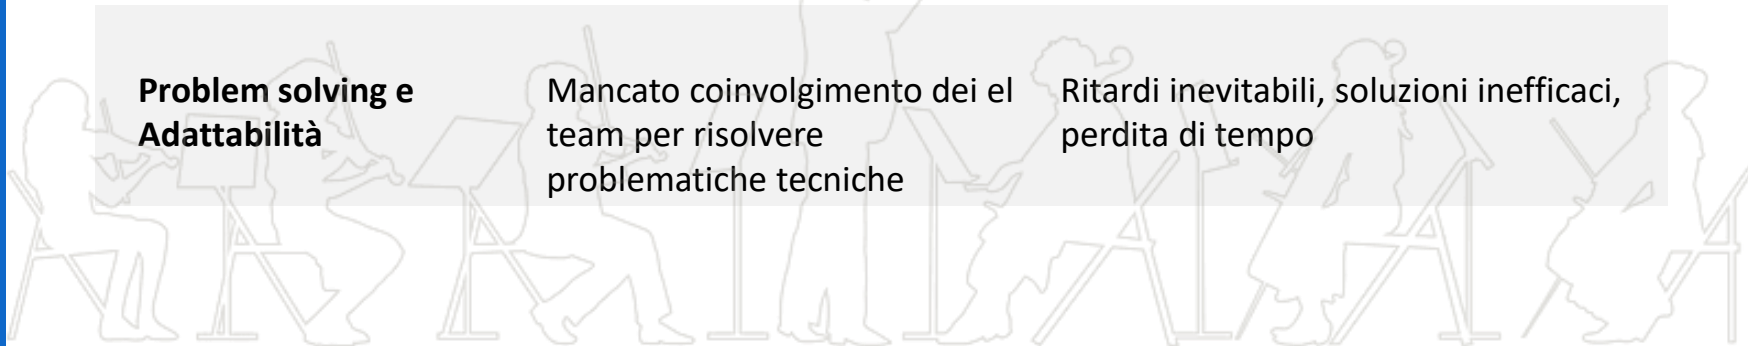 Problem solving e
Adattabilità
Mancato coinvolgimento dei el
team per risolvere
problematiche tecniche
Ritardi inevitabili, soluzioni inefficaci,
perdita di tempo